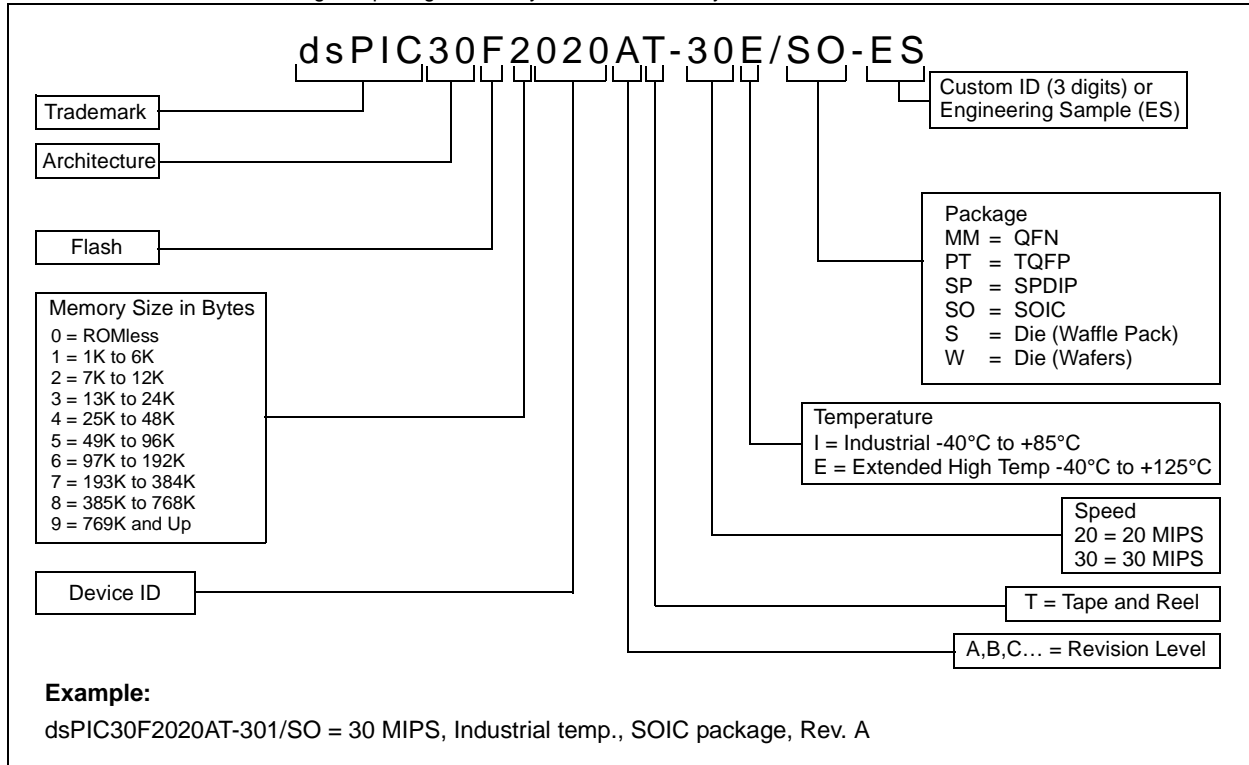 dsPIC30F2020AT-30E/SO-ES
Trademark
Architecture
Flash
Memory Size in Bytes
0 = ROMless
1 = 1K to 6K
2 = 7K to 12K
3 = 13K to 24K
4 = 25K to 48K
5 = 49K to 96K
6 = 97K to 192K
7 = 193K to 384K
8 = 385K to 768K
9 = 769K and Up
Device ID
Custom ID (3 digits) or
Engineering Sample (ES)
Package
MM = QFN
PT = TQFP
SP = SPDIP
SO = SOIC
S = Die (Waffle Pack)
W = Die (Wafers)
Temperature
I = Industrial -40°C to +85°C
E = Extended High Temp -40°C to +125°C
Speed
20 = 20 MIPS
30 = 30 MIPS
T = Tape and Reel
A,B,C… = Revision Level
Example:
dsPIC30F2020AT-301/SO = 30 MIPS, Industrial temp., SOIC package, Rev. A